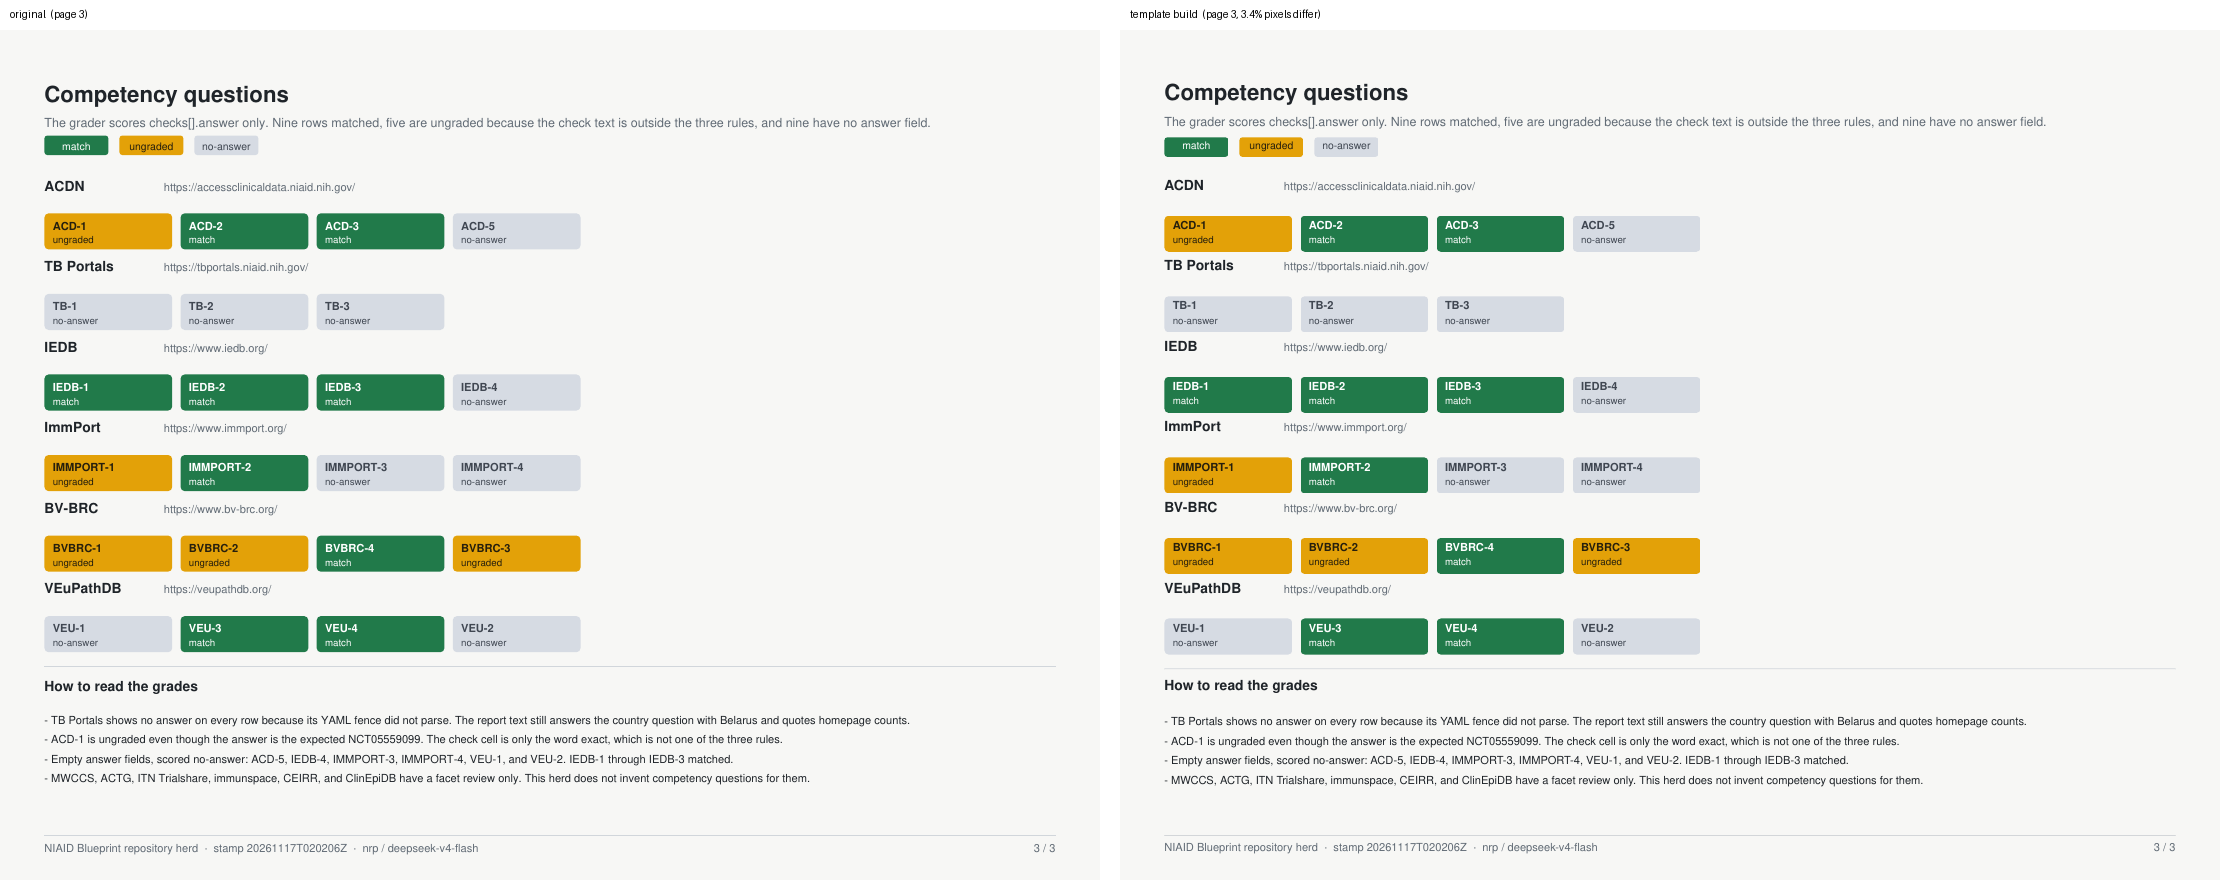 original (page 3)
Competency questions
The grader scores checks[].answer only. Nine rows matched, five are ungraded because the check text is outside the three rules, and nine have no answer field.
match ungraded no-answer
ACDN https://accessclinicaldata.niaid.nih.gov/
ACD-1 ACD-2 ACD-3 ACD-5
ungraded match match no-answer
TB Portals https://tbportals.niaid.nih.gov/
TB-1 TB-2 TB-3
no-answer no-answer no-answer
IEDB https://www.iedb.org/
IEDB-1 IEDB-2 IEDB-3 IEDB-4
match match match no-answer
ImmPort https://www.immport.org/
IMMPORT-1 IMMPORT-2 IMMPORT-3 IMMPORT-4
ungraded match no-answer no-answer
BV-BRC https://www.bv-brc.org/
BVBRC-1 BVBRC-2 BVBRC-4 BVBRC-3
ungraded ungraded match ungraded
VEuPathDB https://veupathdb.org/
VEU-1 VEU-3 VEU-4 VEU-2
no-answer match match no-answer
How to read the grades
- TB Portals shows no answer on every row because its YAML fence did not parse. The report text still answers the country question with Belarus and quotes homepage counts.
- ACD-1 is ungraded even though the answer is the expected NCT05559099. The check cell is only the word exact, which is not one of the three rules.
- Empty answer fields, scored no-answer: ACD-5, IEDB-4, IMMPORT-3, IMMPORT-4, VEU-1, and VEU-2. IEDB-1 through IEDB-3 matched.
- MWCCS, ACTG, ITN Trialshare, immunspace, CEIRR, and ClinEpiDB have a facet review only. This herd does not invent competency questions for them.
NIAID Blueprint repository herd · stamp 20261117T020206Z · nrp / deepseek-v4-flash 3 / 3
template build (page 3, 3.4% pixels differ)
Competency questions
The grader scores checks[].answer only. Nine rows matched, five are ungraded because the check text is outside the three rules, and nine have no answer field.
match ungraded no-answer
ACDN https://accessclinicaldata.niaid.nih.gov/
ACD-1 ACD-2 ACD-3 ACD-5
ungraded match match no-answer
TB Portals https://tbportals.niaid.nih.gov/
TB-1 TB-2 TB-3
no-answer no-answer no-answer
IEDB https://www.iedb.org/
IEDB-1 IEDB-2 IEDB-3 IEDB-4
match match match no-answer
ImmPort https://www.immport.org/
IMMPORT-1 IMMPORT-2 IMMPORT-3 IMMPORT-4
ungraded match no-answer no-answer
BV-BRC https://www.bv-brc.org/
BVBRC-1 BVBRC-2 BVBRC-4 BVBRC-3
ungraded ungraded match ungraded
VEuPathDB https://veupathdb.org/
VEU-1 VEU-3 VEU-4 VEU-2
no-answer match match no-answer
How to read the grades
- TB Portals shows no answer on every row because its YAML fence did not parse. The report text still answers the country question with Belarus and quotes homepage counts.
- ACD-1 is ungraded even though the answer is the expected NCT05559099. The check cell is only the word exact, which is not one of the three rules.
- Empty answer fields, scored no-answer: ACD-5, IEDB-4, IMMPORT-3, IMMPORT-4, VEU-1, and VEU-2. IEDB-1 through IEDB-3 matched.
- MWCCS, ACTG, ITN Trialshare, immunspace, CEIRR, and ClinEpiDB have a facet review only. This herd does not invent competency questions for them.
NIAID Blueprint repository herd · stamp 20261117T020206Z · nrp / deepseek-v4-flash 3 / 3